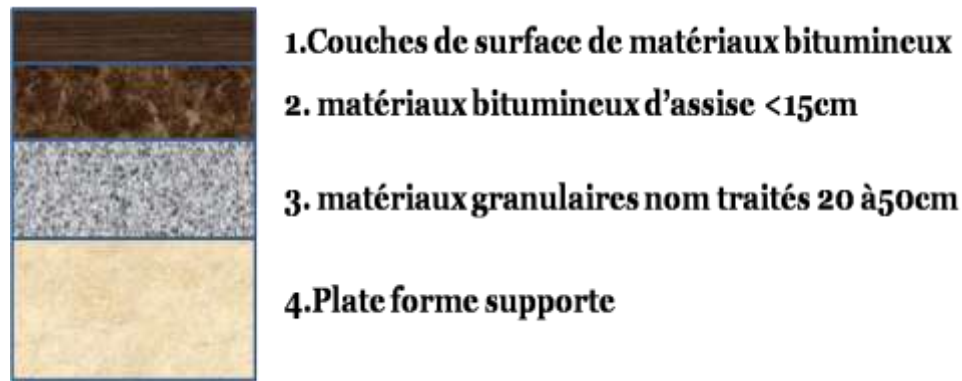 1.Couches de surface de matériaux bitumineux
2. matériaux bitumineux d'assise <15cm
3. matériaux granulaires nom traités 20 à50cm
4.Plate forme supporte